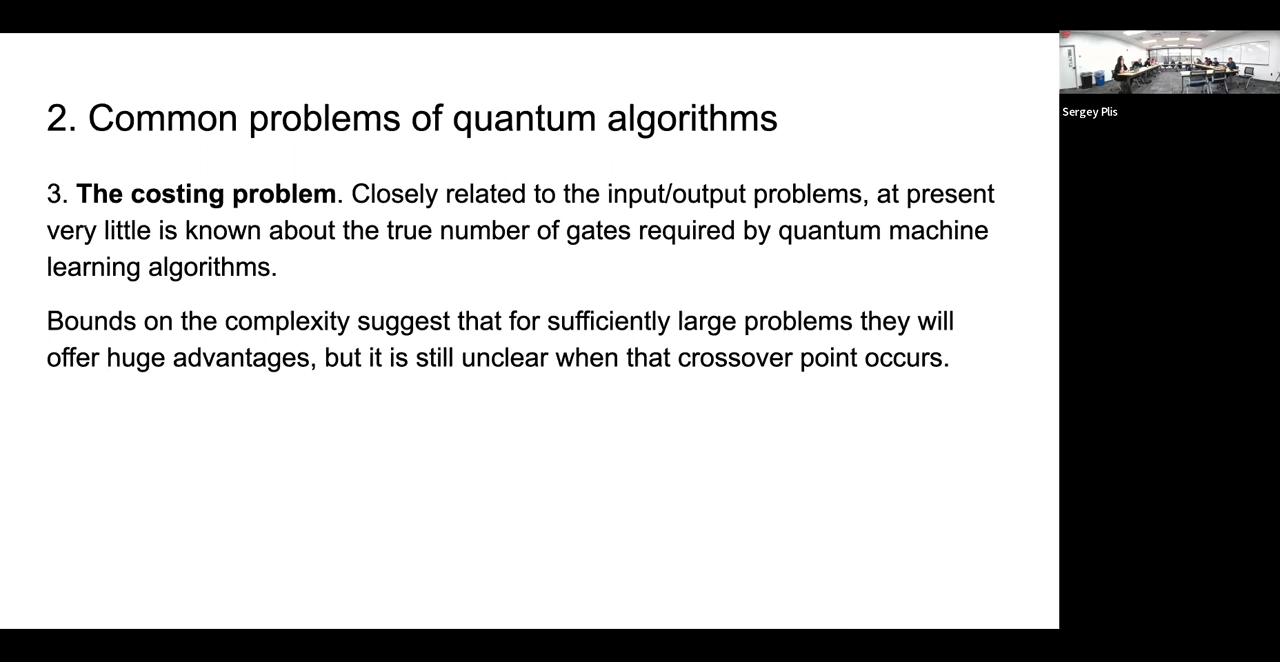 2. Common problems of quantum algorithms
3. The costing problem. Closely related to the input/output problems, at present
very little is known about the true number of gates required by quantum machine
learning algorithms.
Bounds on the complexity suggest that for sufficiently large problems they will
offer huge advantages, but it is still unclear when that crossover point occurs.
Sergey Plis